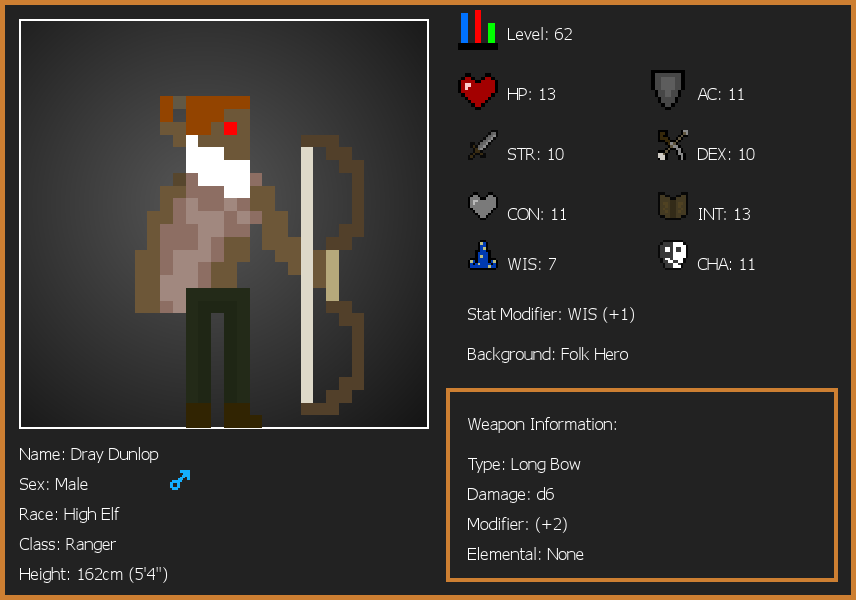 Level: 62
HP: 13
AC: 11
STR: 10
DEX: 10
CON: 11
INT: 13
WIS: 7
CHA: 11
Stat Modifier: WIS (+1)
Background: Folk Hero
Weapon Information:
Type: Long Bow
Damage: d6
Modifier: (+2)
Elemental: None
Name: Dray Dunlop
Sex: Male
Race: High Elf
Class: Ranger
Height: 162cm (5'4")